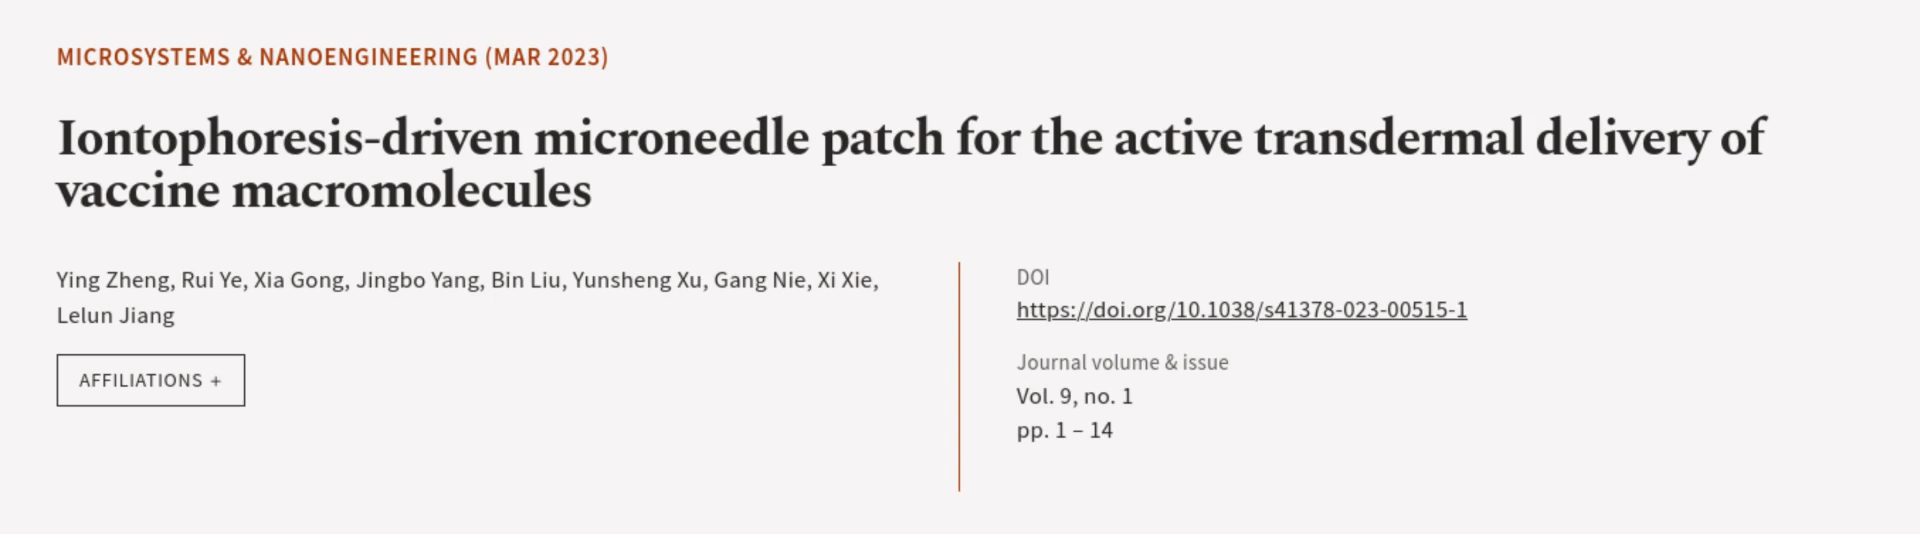 MICROSYSTEMS & NANOENGINEERING (MAR 2023)
Iontophoresis-driven microneedle patch for the active transdermal delivery of
vaccine macromolecules
Ying Zheng, Rui Ye, Xia Gong, Jingbo Yang, Bin Liu, Yunsheng Xu, Gang Nie, Xi Xie,
Lelun Jiang
AFFILIATIONS +
DOI
https://doi.org/10.1038/s41378-023-00515-1
Journal volume & issue
Vol. 9, no. 1
pp. 1 – 14